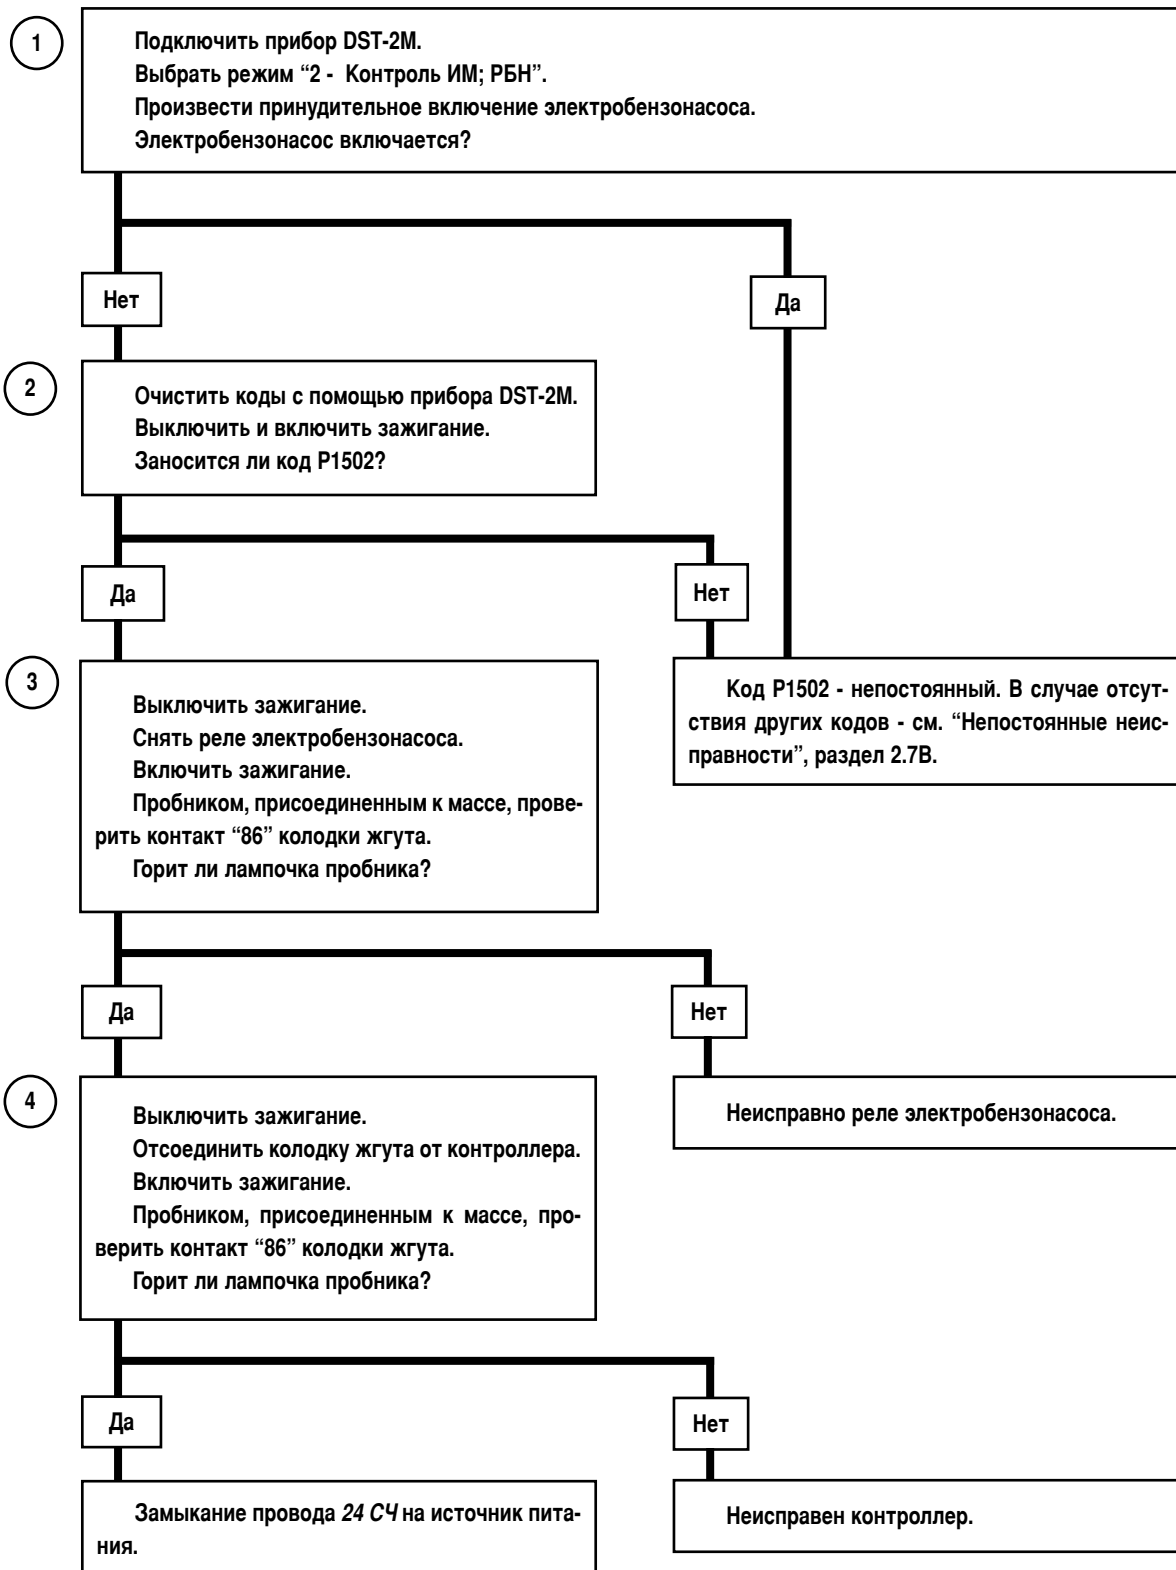 1
Подключить прибор DST-2M.
Выбрать режим “2 - Контроль ИМ; РБН”.
Произвести принудительное включение электробензонасоса.
Электробензонасос включается?
Нет
Да
2
Очистить коды с помощью прибора DST-2M.
Выключить и включить зажигание.
Заносится ли код Р1502?
Да
Нет
3
Выключить зажигание.
Снять реле электробензонасоса.
Включить зажигание.
Пробником, присоединенным к массе, прове-
рить контакт “86” колодки жгута.
Горит ли лампочка пробника?
Код Р1502 - непостоянный. В случае отсут-
ствия других кодов - см. “Непостоянные неис-
правности”, раздел 2.7В.
Да
Нет
4
Выключить зажигание.
Отсоединить колодку жгута от контроллера.
Включить зажигание.
Пробником, присоединенным к массе, про-
верить контакт “86” колодки жгута.
Горит ли лампочка пробника?
Неисправно реле электробензонасоса.
Да
Нет
Замыкание провода 24 СЧ на источник пита-
ния.
Неисправен контроллер.